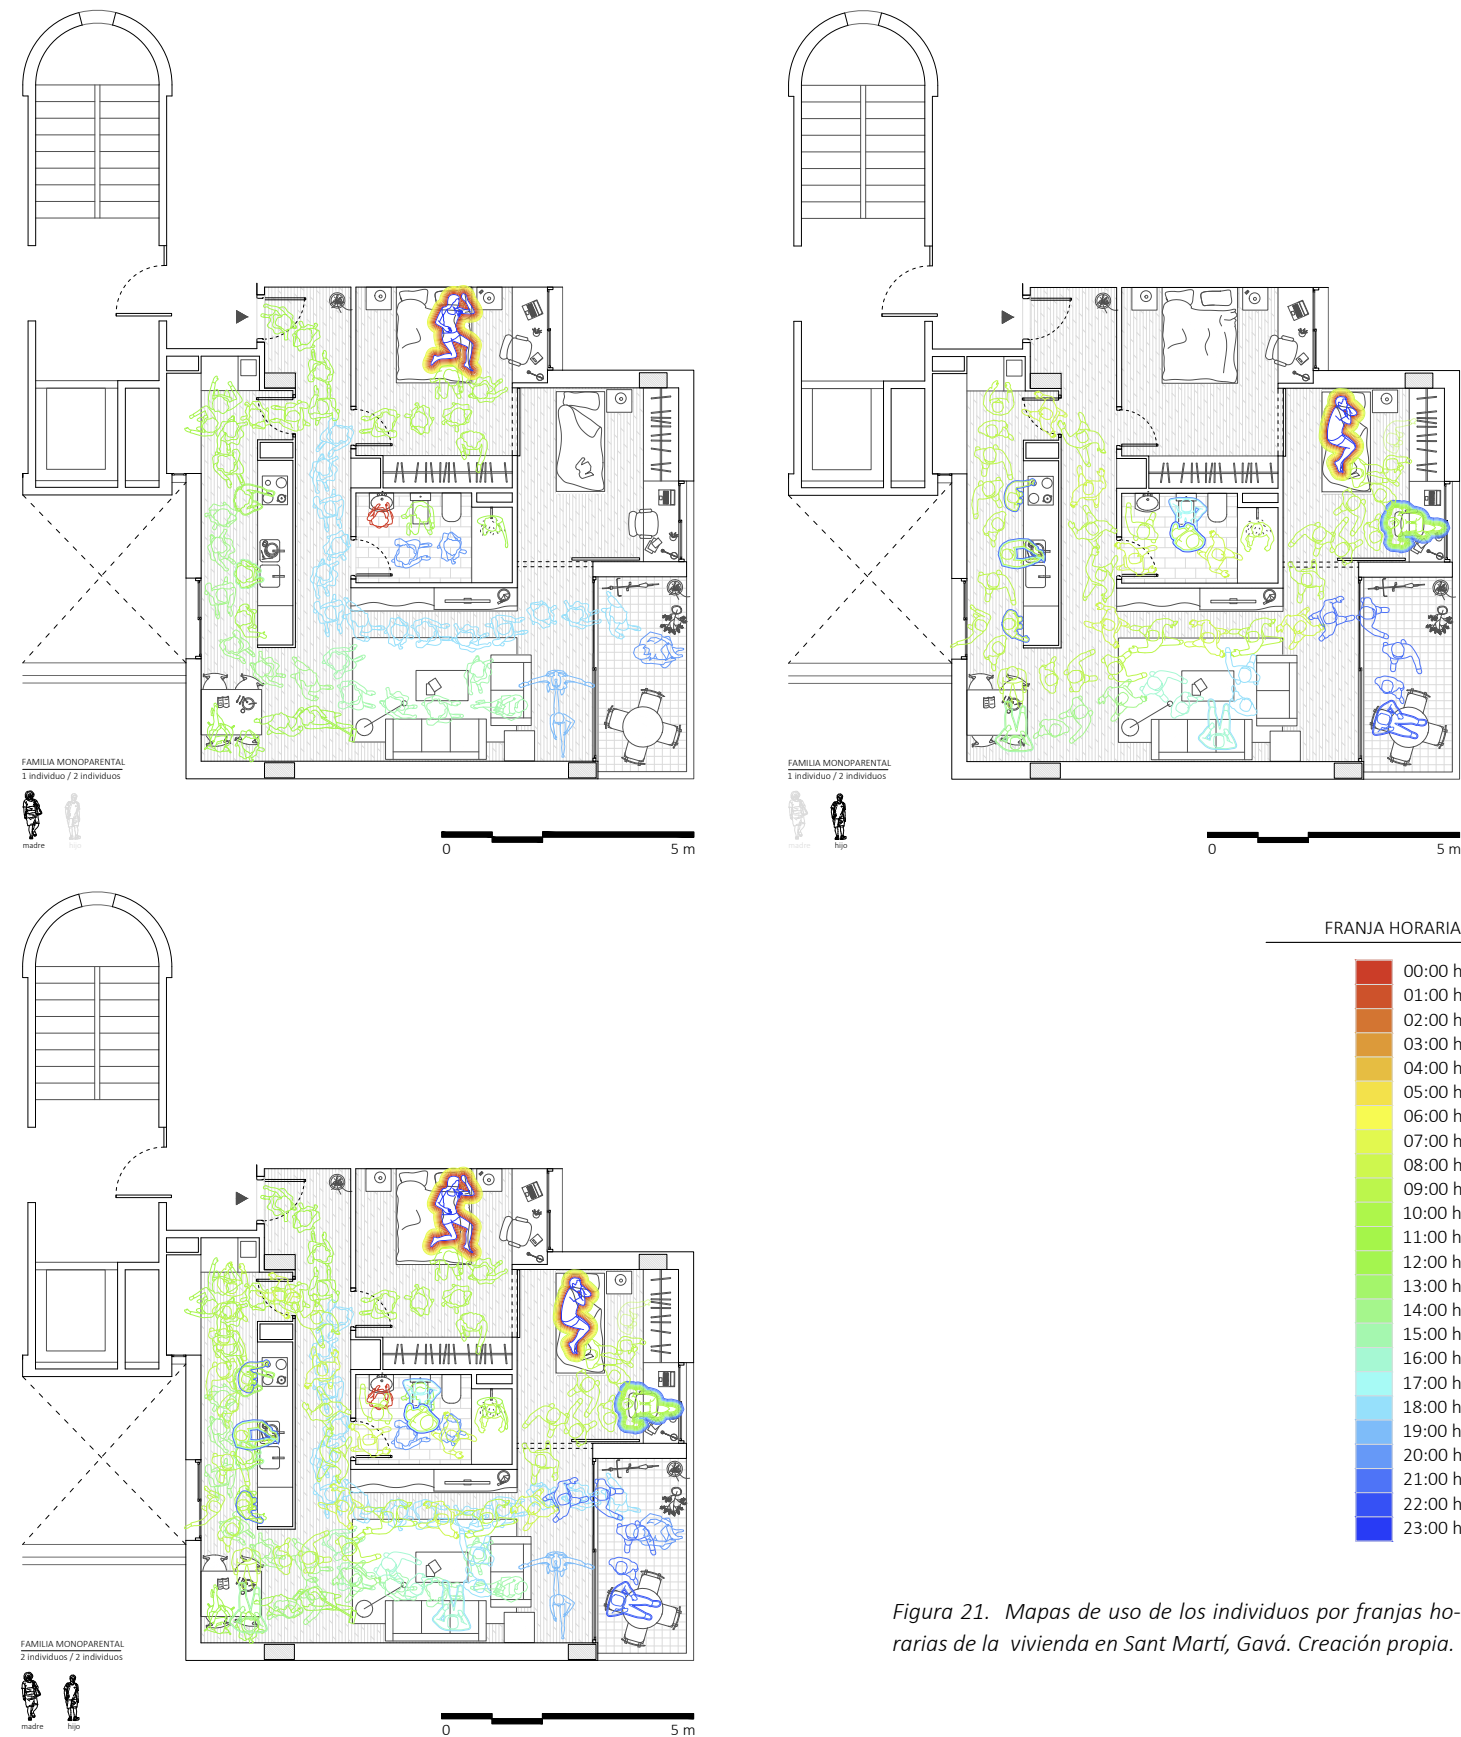 FAMILIA MONOPARENTAL
1 individuo / 2 individuos
madre
hijo
0
5 m
FAMILIA MONOPARENTAL
1 individuo / 2 individuos
madre
hijo
0
5 m
FRANJA HORARIA
00:00 h
01:00 h
02:00 h
03:00 h
04:00 h
05:00 h
06:00 h
07:00 h
08:00 h
09:00 h
10:00 h
11:00 h
12:00 h
13:00 h
14:00 h
15:00 h
16:00 h
17:00 h
18:00 h
19:00 h
20:00 h
21:00 h
22:00 h
23:00 h
FAMILIA MONOPARENTAL
2 individuos / 2 individuos
madre
hijo
0
5 m
Figura 21. Mapas de uso de los individuos por franjas ho-
rarias de la vivienda en Sant Martí, Gavá. Creación propia.